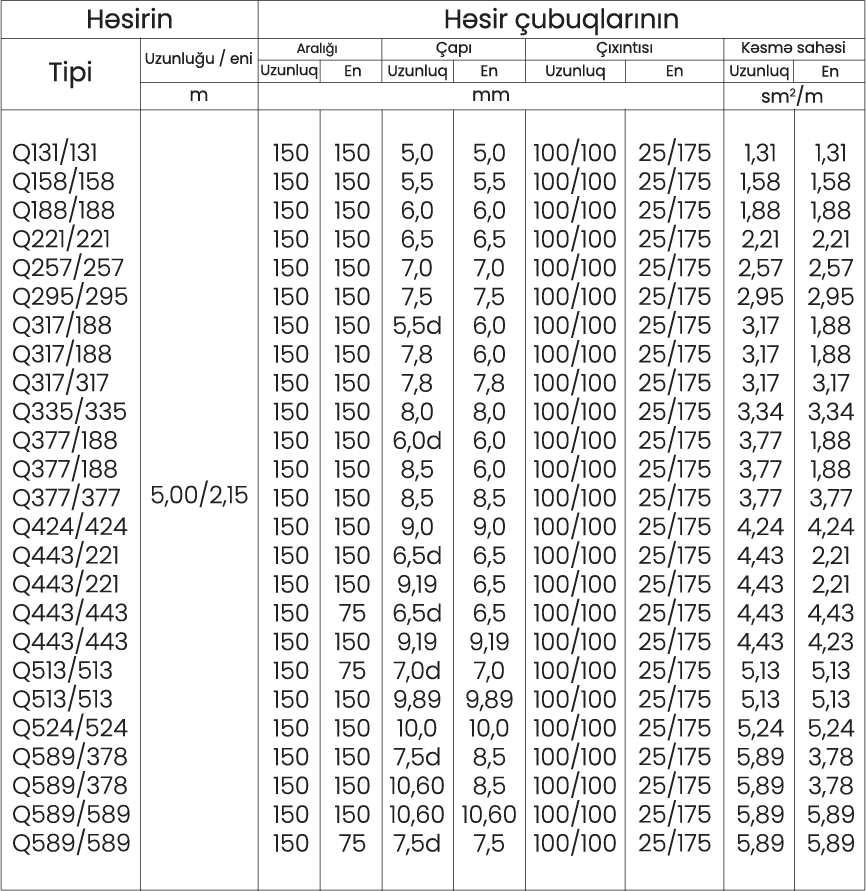 Həsirin Həsir çubuqlarının
Tipi Uzunluğu / eni Aralığı Çapı Çıxıntısı Kəsmə sahəsi
Uzunluq En Uzunluq En Uzunluq En Uzunluq En
m mm sm²/m
Q131/131 150 150 5,0 5,0 100/100 25/175 1,31 1,31
Q158/158 150 150 5,5 5,5 100/100 25/175 1,58 1,58
Q188/188 150 150 6,0 6,0 100/100 25/175 1,88 1,88
Q221/221 150 150 6,5 6,5 100/100 25/175 2,21 2,21
Q257/257 150 150 7,0 7,0 100/100 25/175 2,57 2,57
Q295/295 150 150 7,5 7,5 100/100 25/175 2,95 2,95
Q317/188 150 150 5,5d 6,0 100/100 25/175 3,17 1,88
Q317/188 150 150 7,8 6,0 100/100 25/175 3,17 1,88
Q317/317 150 150 7,8 7,8 100/100 25/175 3,17 3,17
Q335/335 150 150 8,0 8,0 100/100 25/175 3,34 3,34
Q377/188 150 150 6,0d 6,0 100/100 25/175 3,77 1,88
Q377/188 150 150 8,5 6,0 100/100 25/175 3,77 1,88
Q377/377 5,00/2,15 150 150 8,5 8,5 100/100 25/175 3,77 3,77
Q424/424 150 150 9,0 9,0 100/100 25/175 4,24 4,24
Q443/221 150 150 6,5d 6,5 100/100 25/175 4,43 2,21
Q443/221 150 150 9,19 6,5 100/100 25/175 4,43 2,21
Q443/443 150 75 6,5d 6,5 100/100 25/175 4,43 4,43
Q443/443 150 150 9,19 9,19 100/100 25/175 4,43 4,23
Q513/513 150 75 7,0d 7,0 100/100 25/175 5,13 5,13
Q513/513 150 150 9,89 9,89 100/100 25/175 5,13 5,13
Q524/524 150 150 10,0 10,0 100/100 25/175 5,24 5,24
Q589/378 150 150 7,5d 8,5 100/100 25/175 5,89 3,78
Q589/378 150 150 10,60 8,5 100/100 25/175 5,89 3,78
Q589/589 150 150 10,60 10,60 100/100 25/175 5,89 5,89
Q589/589 150 75 7,5d 7,5 100/100 25/175 5,89 5,89